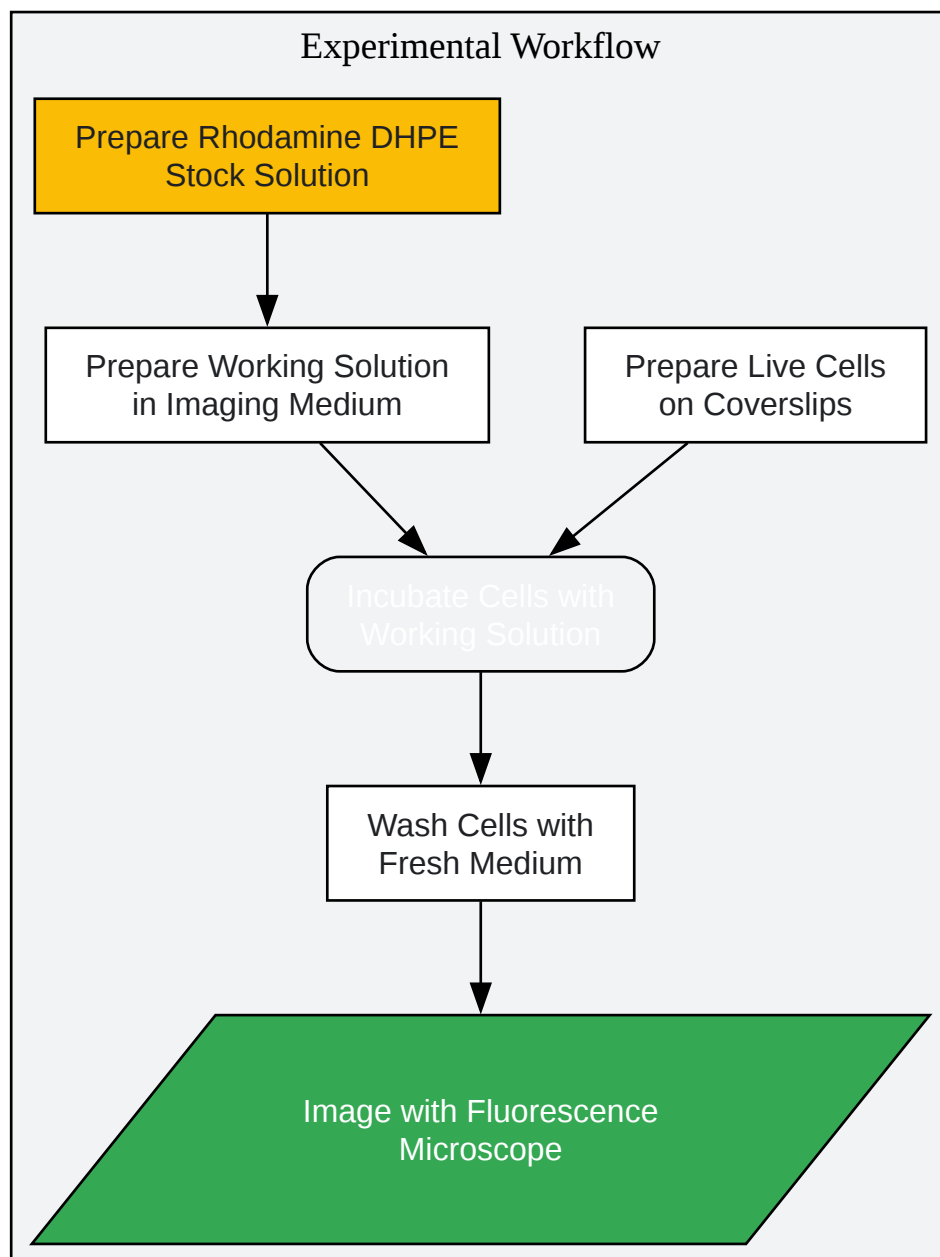 Experimental Workflow
Prepare Rhodamine DHPE
Stock Solution
Prepare Working Solution
in Imaging Medium
Prepare Live Cells
on Coverslips
Incubate Cells with
Working Solution
Wash Cells with
Fresh Medium
Image with Fluorescence
Microscope